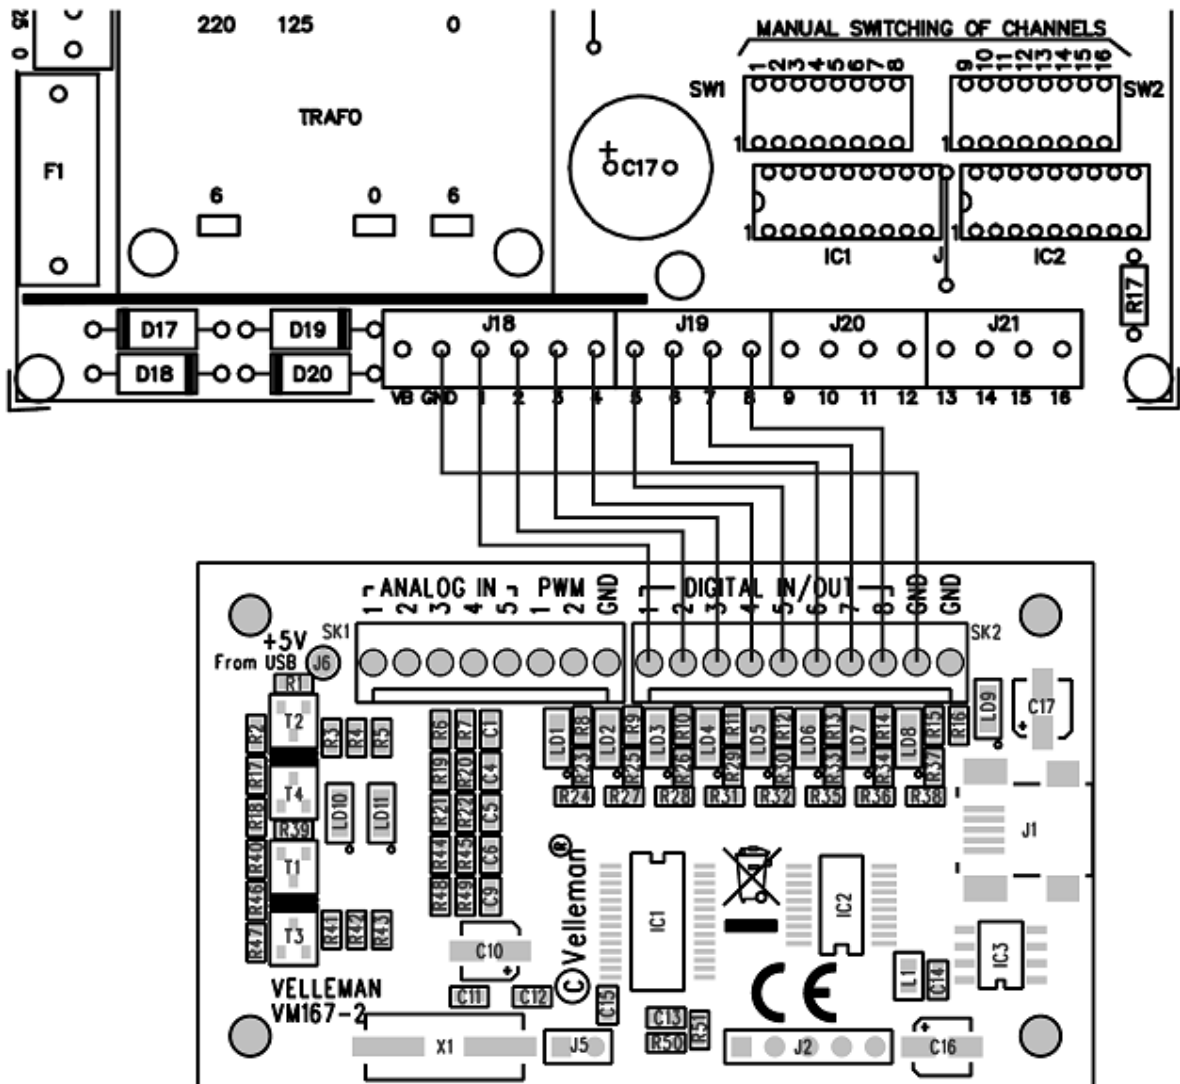 25
0
220 125 0
TRAFO
F1
6 0 6
C17
+
MANUAL SWITCHING OF CHANNELS
1 2 3 4 5 6 7 8
9 10 11 12 13 14 15 16
SW1
SW2
1
1
1
1
IC1
J
IC2
R17
D17
D19
D18
D20
J18
J19
J20
J21
VB GND 1 2 3 4 5 6 7 8 9 10 11 12 13 14 15 16
ANALOG IN
PWM
DIGITAL IN/OUT
1 2 3 4 5 1 2 GND
1 2 3 4 5 6 7 8 GND GND
SK1
SK2
+5V
From USB
J6
R1
T2
R2
R3
R4
R5
R6
R7
C1
LD1
R8
LD2
R9
LD3
R10
LD4
R11
LD5
R12
LD6
R13
LD7
R14
LD8
R15
R16
LD9
C17
+
R17
R19
R20
C4
R23
R25
R26
R29
R30
R33
R34
R37
T4
R18
LD10
LD11
R21
R22
C5
R24
R27
R28
R31
R32
R35
R36
R38
J1
R39
R40
T1
R44
R45
C6
R46
R48
R49
C9
R47
T3
R41
R42
R43
C10
+
© Velleman®
IC1
IC2
IC3
L1
C14
VELLEMAN
VM167-2
C11
C12
C15
CE
C13
R50
R51
X1
J5
J2
+
C16